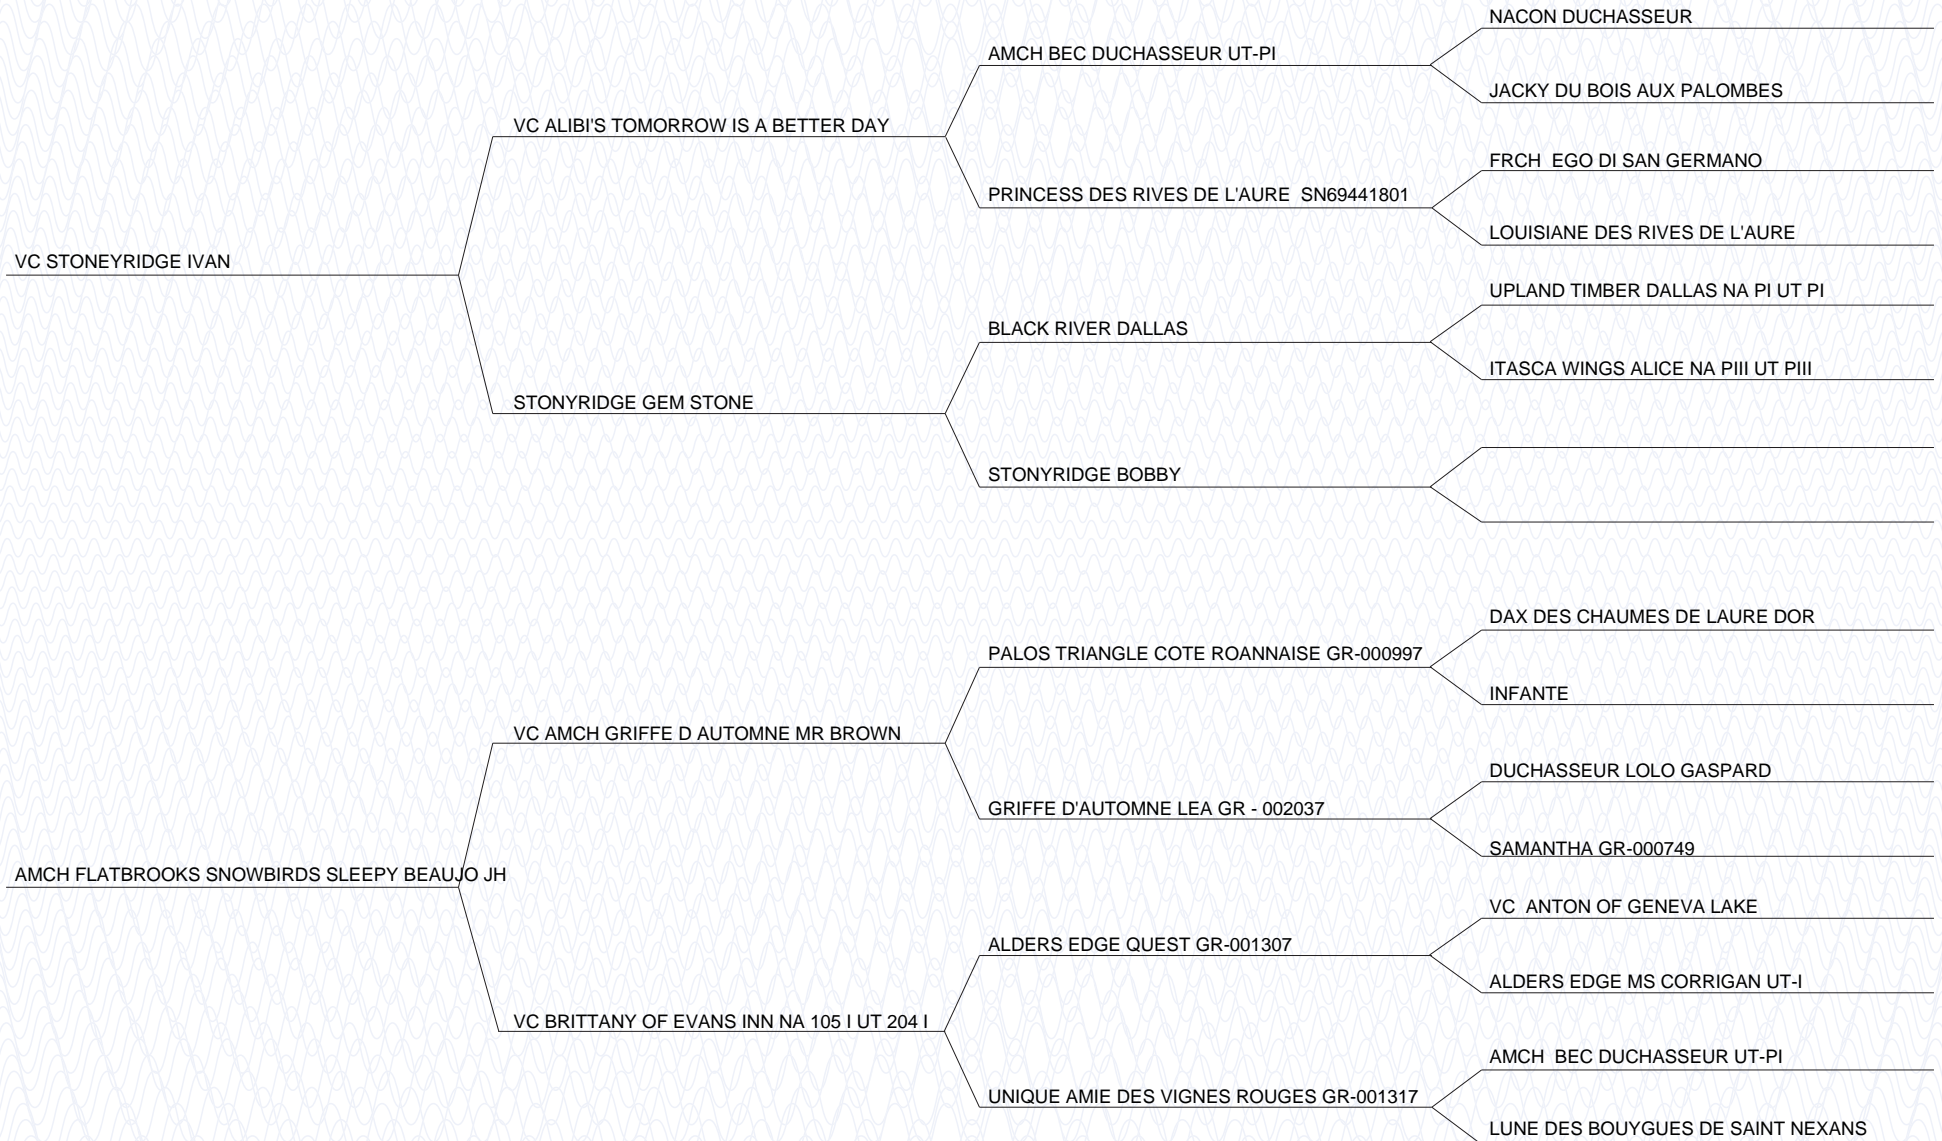 NACON DUCHASSEUR
AMCH BEC DUCHASSEUR UT-PI
JACKY DU BOIS AUX PALOMBES
VC ALIBI'S TOMORROW IS A BETTER DAY
FRCH  EGO DI SAN GERMANO
PRINCESS DES RIVES DE L'AURE  SN69441801
LOUISIANE DES RIVES DE L'AURE
VC STONEYRIDGE IVAN
UPLAND TIMBER DALLAS NA PI UT PI
BLACK RIVER DALLAS
ITASCA WINGS ALICE NA PIII UT PIII
STONYRIDGE GEM STONE
STONYRIDGE BOBBY
DAX DES CHAUMES DE LAURE DOR
PALOS TRIANGLE COTE ROANNAISE GR-000997
INFANTE
VC AMCH GRIFFE D AUTOMNE MR BROWN
DUCHASSEUR LOLO GASPARD
GRIFFE D'AUTOMNE LEA GR - 002037
SAMANTHA GR-000749
AMCH FLATBROOKS SNOWBIRDS SLEEPY BEAUJO JH
VC  ANTON OF GENEVA LAKE
ALDERS EDGE QUEST GR-001307
ALDERS EDGE MS CORRIGAN UT-I
VC BRITTANY OF EVANS INN NA 105 I UT 204 I
AMCH  BEC DUCHASSEUR UT-PI
UNIQUE AMIE DES VIGNES ROUGES GR-001317
LUNE DES BOUYGUES DE SAINT NEXANS